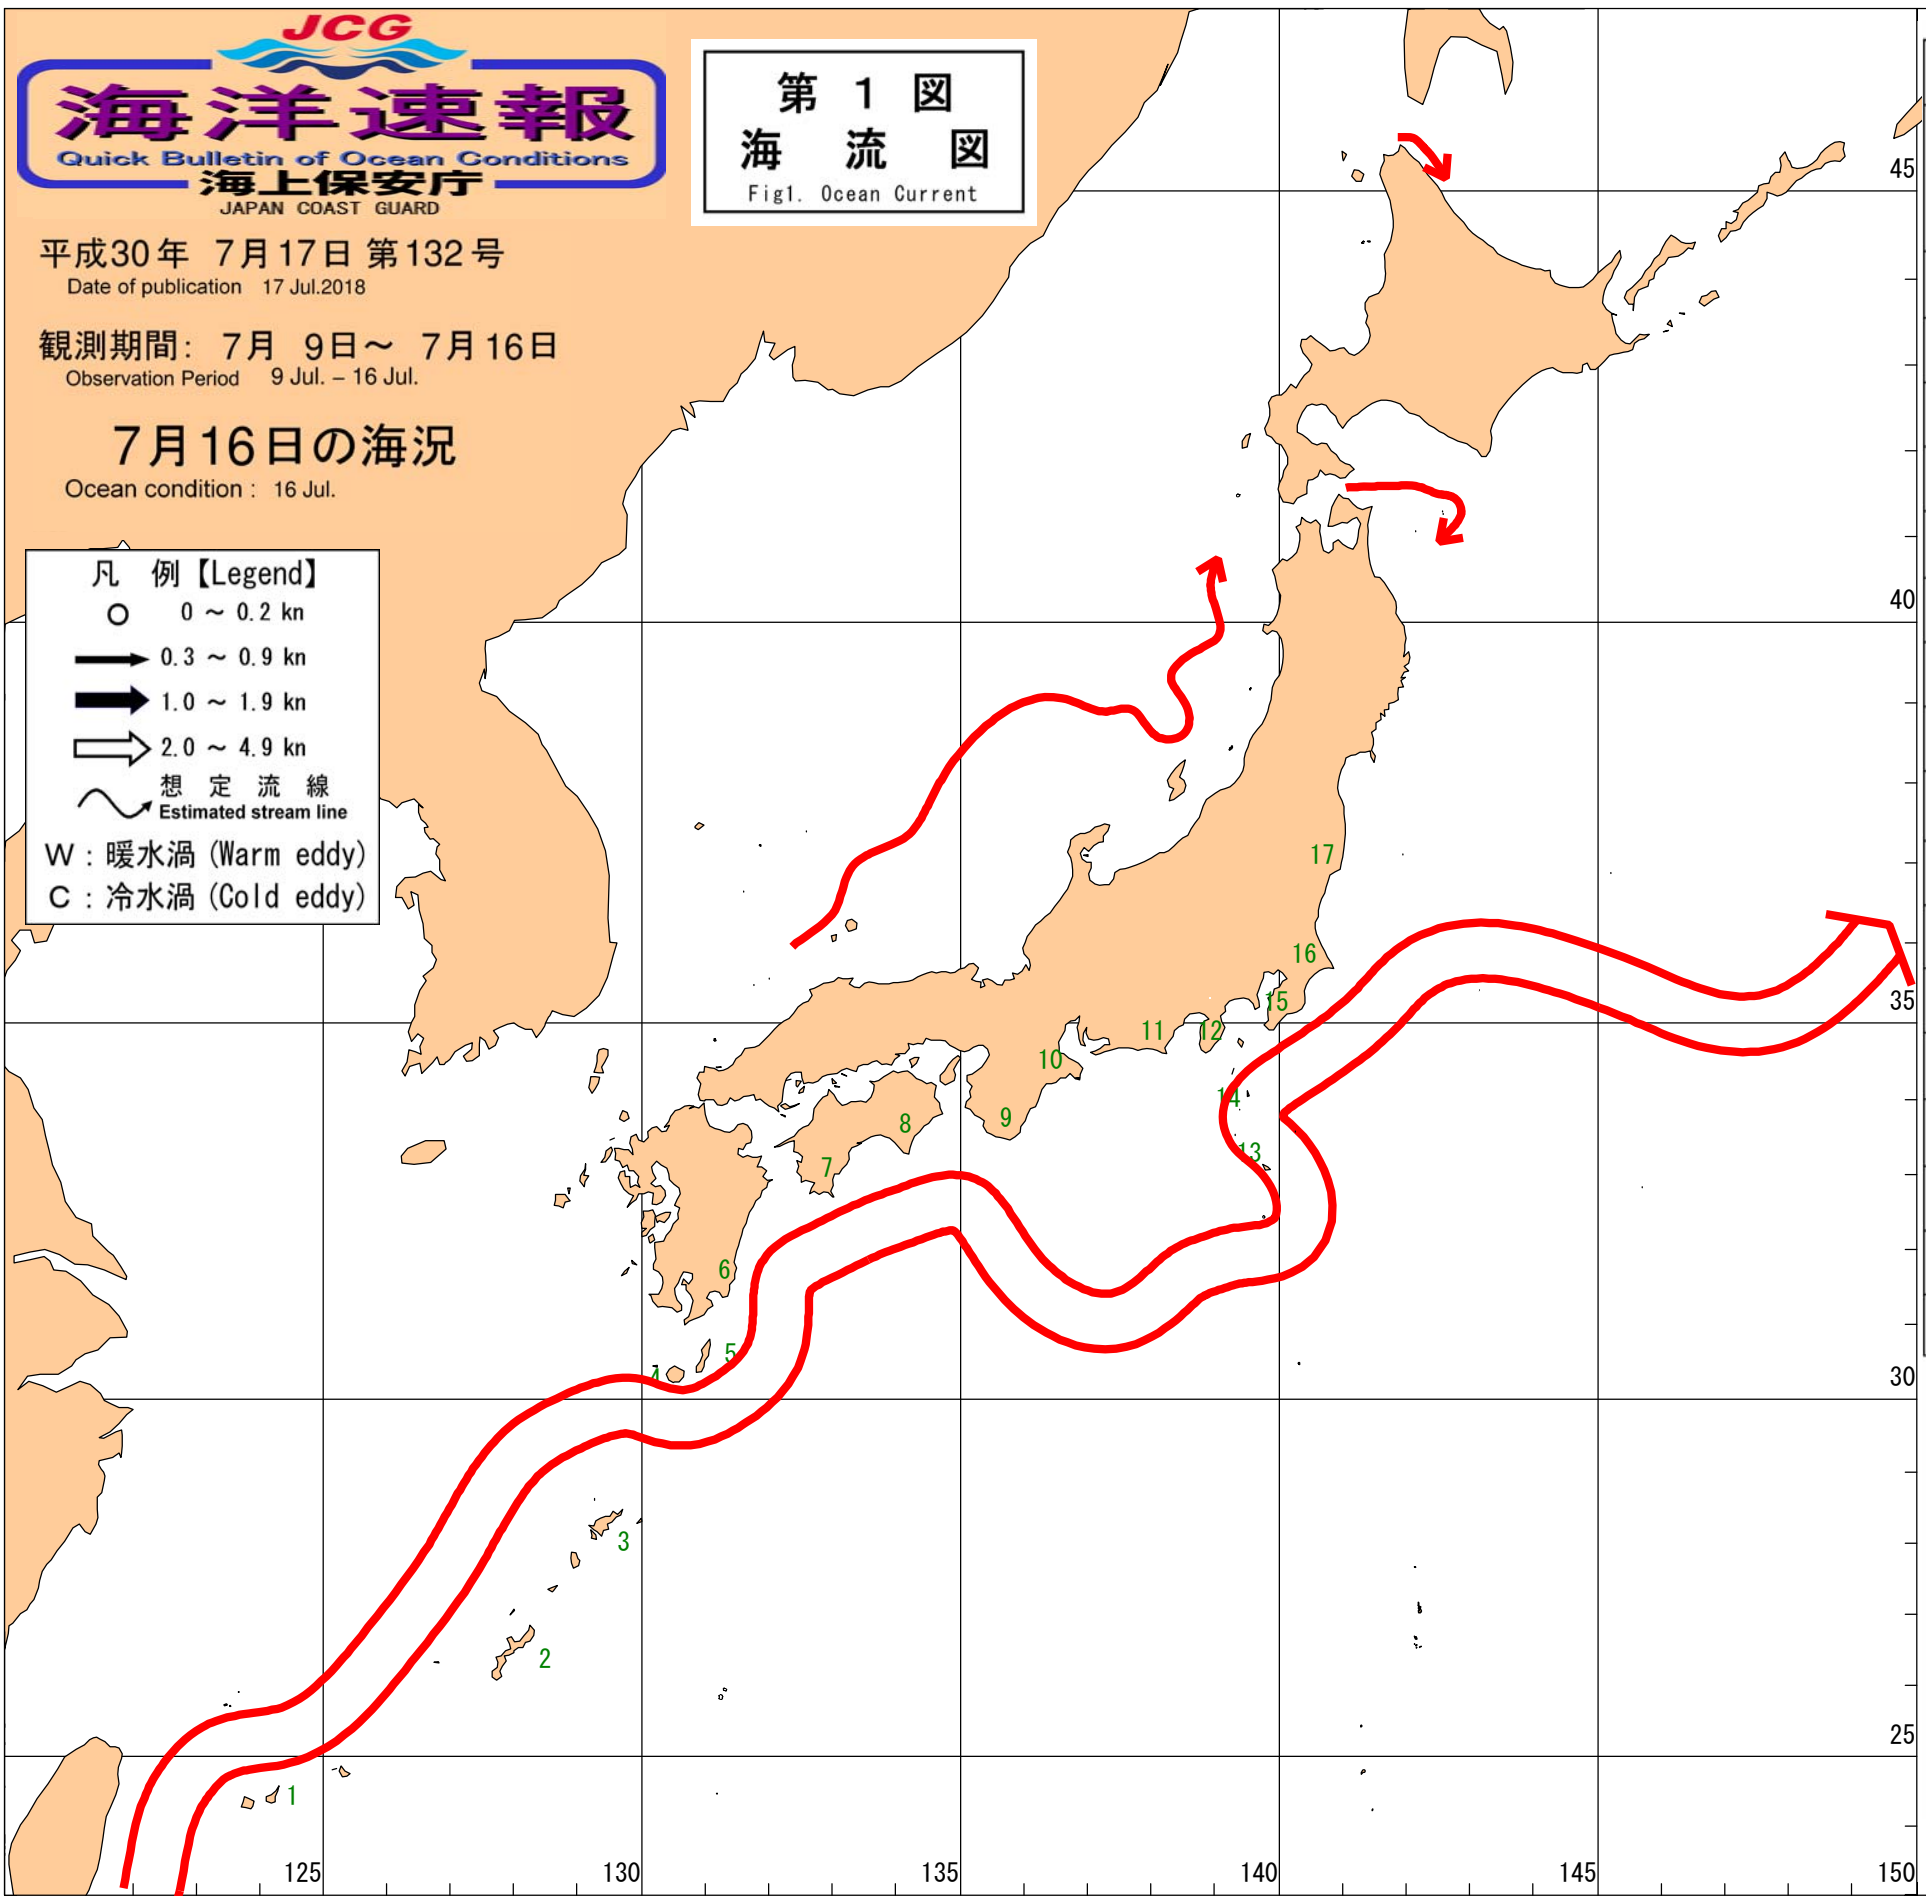 JCG
海洋速報
Quick Bulletin of Ocean Conditions
海上保安庁
JAPAN COAST GUARD
第 1 図
海 流 図
Fig1. Ocean Current
平成30年 7月17日 第132号
Date of publication 17 Jul.2018
観測期間: 7月 9日～ 7月16日
Observation Period 9 Jul. – 16 Jul.
7月16日の海況
Ocean condition : 16 Jul.
凡 例【Legend】
0 ～ 0.2 kn
0.3 ～ 0.9 kn
1.0 ～ 1.9 kn
2.0 ～ 4.9 kn
想 定 流 線
Estimated stream line
W : 暖水渦 (Warm eddy)
C : 冷水渦 (Cold eddy)
45
40
17
16
35
15
11
12
10
14
9
8
13
7
6
5
4
30
3
2
25
1
125
130
135
140
145
150